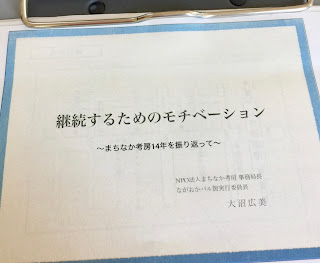 継続するためのモチベーション
～まちなか考房14年を振り返って～
NPO法人まちなか考房 事務局長
ながおかバル街実行委員長
大沼広美